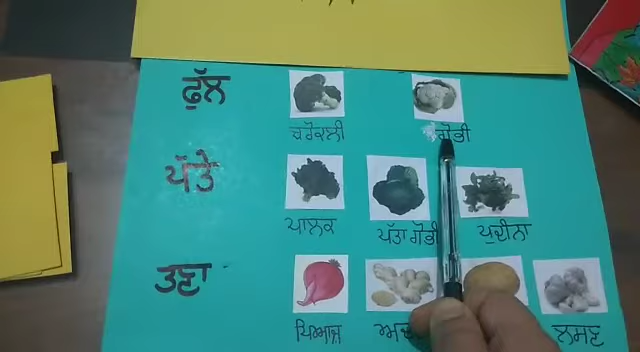 ਫੁੱਲ
ਬਰੋਕਲੀ ਗੋਭੀ
ਪੱਤੇ
ਪਾਲਕ ਪੱਤਾ ਗੋਭੀ ਪੁਦੀਨਾ
ਤਣਾ
ਪਿਆਜ਼ ਲਸਣ